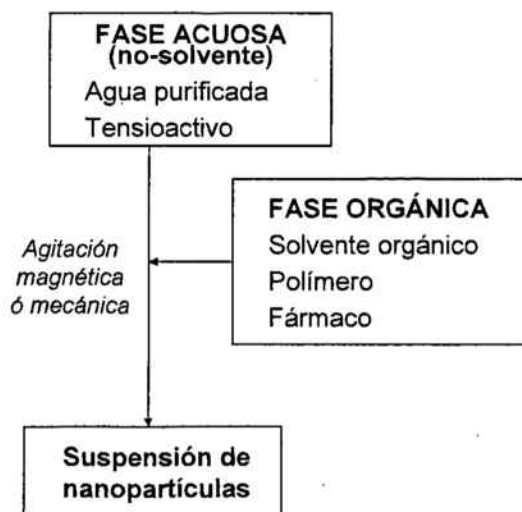 FASE ACUOSA
(no-solvente)
Agua purificada
Tensioactivo
FASE ORGÁNICA
Solvente orgánico
Polímero
Fármaco
Agitación
magnética
ó mecánica
Suspensión de
nanopartículas